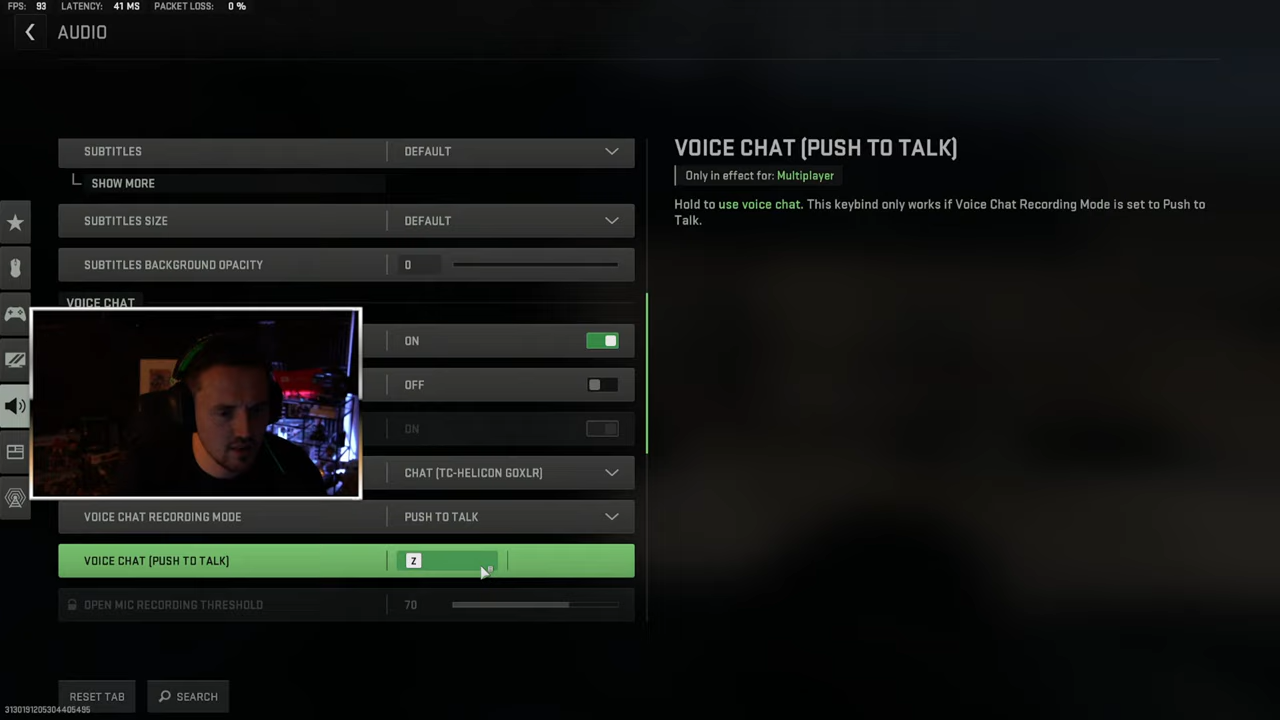 FPS: 93 LATENCY: 41 MS PACKET LOSS: 0 %
AUDIO
SUBTITLES DEFAULT
SHOW MORE
SUBTITLES SIZE DEFAULT
SUBTITLES BACKGROUND OPACITY 0
VOICE CHAT
ON
OFF
ON
CHAT (TC-HELICON GOXLR)
VOICE CHAT RECORDING MODE PUSH TO TALK
VOICE CHAT (PUSH TO TALK) Z
OPEN MIC RECORDING THRESHOLD 70
VOICE CHAT (PUSH TO TALK)
Only in effect for: Multiplayer
Hold to use voice chat. This keybind only works if Voice Chat Recording Mode is set to Push to
Talk.
RESET TAB SEARCH
3130191205304405495